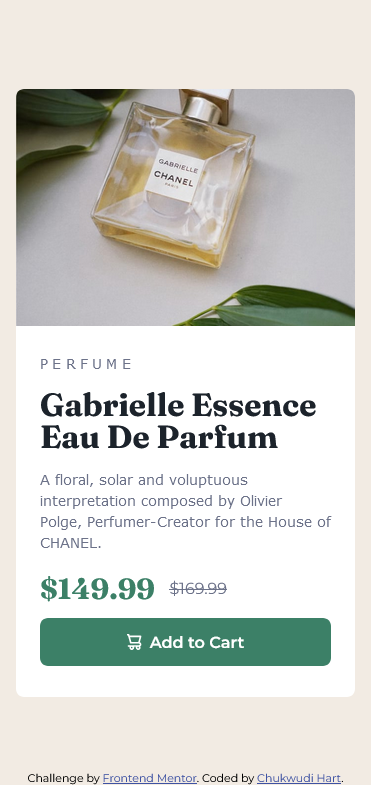 GABRIELLE
CHANEL
PARIS
PERFUME
Gabrielle Essence
Eau De Parfum
A floral, solar and voluptuous
interpretation composed by Olivier
Polge, Perfumer-Creator for the House of
CHANEL.
$149.99 $169.99
Add to Cart
Challenge by Frontend Mentor. Coded by Chukwudi Hart.